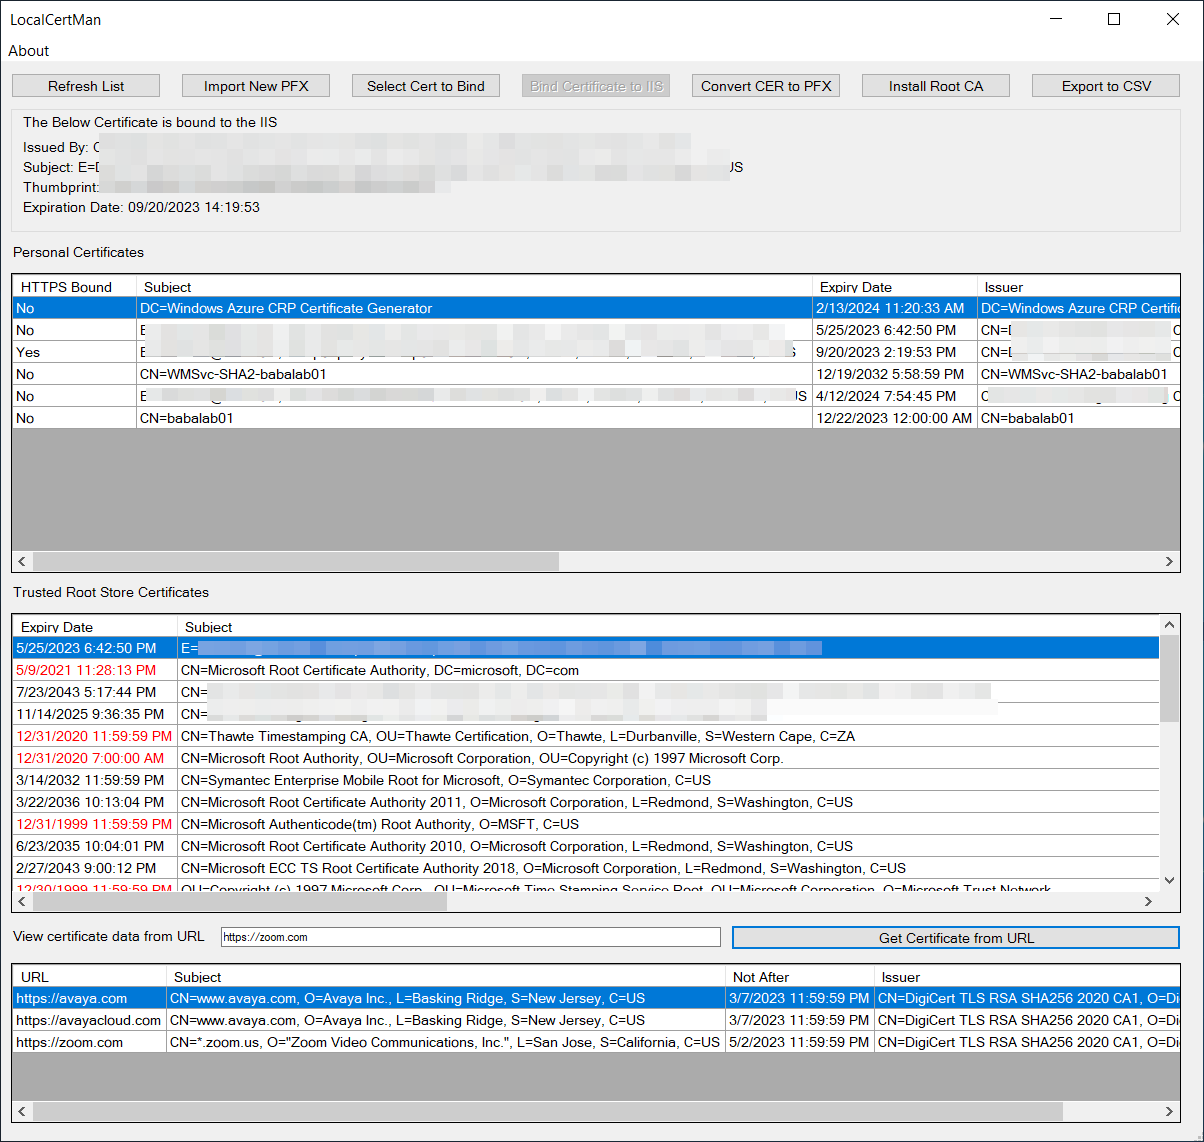 LocalCertMan
About
Refresh List Import New PFX Select Cert to Bind Bind Certificate to IIS Convert CER to PFX Install Root CA Export to CSV
The Below Certificate is bound to the IIS
Issued By:
Subject: E= US
Thumbprint:
Expiration Date: 09/20/2023 14:19:53
Personal Certificates
HTTPS Bound Subject Expiry Date Issuer
No DC=Windows Azure CRP Certificate Generator 2/13/2024 11:20:33 AM DC=Windows Azure CRP Certific
No 5/25/2023 6:42:50 PM CN=
Yes 9/20/2023 2:19:53 PM CN=
No CN=WMSvc-SHA2-babalab01 12/19/2032 5:58:59 PM CN=WMSvc-SHA2-babalab01
No US 4/12/2024 7:54:45 PM
No CN=babalab01 12/22/2023 12:00:00 AM CN=babalab01
Trusted Root Store Certificates
Expiry Date Subject
5/25/2023 6:42:50 PM E=
5/9/2021 11:28:13 PM CN=Microsoft Root Certificate Authority, DC=microsoft, DC=com
7/23/2043 5:17:44 PM CN=
11/14/2025 9:36:35 PM CN=
12/31/2020 11:59:59 PM CN=Thawte Timestamping CA, OU=Thawte Certification, O=Thawte, L=Durbanville, S=Western Cape, C=ZA
12/31/2020 7:00:00 AM CN=Microsoft Root Authority, OU=Microsoft Corporation, OU=Copyright (c) 1997 Microsoft Corp.
3/14/2032 11:59:59 PM CN=Symantec Enterprise Mobile Root for Microsoft, O=Symantec Corporation, C=US
3/22/2036 10:13:04 PM CN=Microsoft Root Certificate Authority 2011, O=Microsoft Corporation, L=Redmond, S=Washington, C=US
12/31/1999 11:59:59 PM CN=Microsoft Authenticode(tm) Root Authority, O=MSFT, C=US
6/23/2035 10:04:01 PM CN=Microsoft Root Certificate Authority 2010, O=Microsoft Corporation, L=Redmond, S=Washington, C=US
2/27/2043 9:00:12 PM CN=Microsoft ECC TS Root Certificate Authority 2018, O=Microsoft Corporation, L=Redmond, S=Washington, C=US
12/30/1999 11:59:59 PM OU=Copyright (c) 1997 Microsoft Corp., OU=Microsoft Time Stamping Service Root, OU=Microsoft Corporation, O=Microsoft Trust Network
View certificate data from URL https://zoom.com Get Certificate from URL
URL Subject Not After Issuer
https://avaya.com CN=www.avaya.com, O=Avaya Inc., L=Basking Ridge, S=New Jersey, C=US 3/7/2023 11:59:59 PM CN=DigiCert TLS RSA SHA256 2020 CA1, O=Di
https://avayacloud.com CN=www.avaya.com, O=Avaya Inc., L=Basking Ridge, S=New Jersey, C=US 3/7/2023 11:59:59 PM CN=DigiCert TLS RSA SHA256 2020 CA1, O=Di
https://zoom.com CN=*.zoom.us, O="Zoom Video Communications, Inc.", L=San Jose, S=California, C=US 5/2/2023 11:59:59 PM CN=DigiCert TLS RSA SHA256 2020 CA1, O=Di